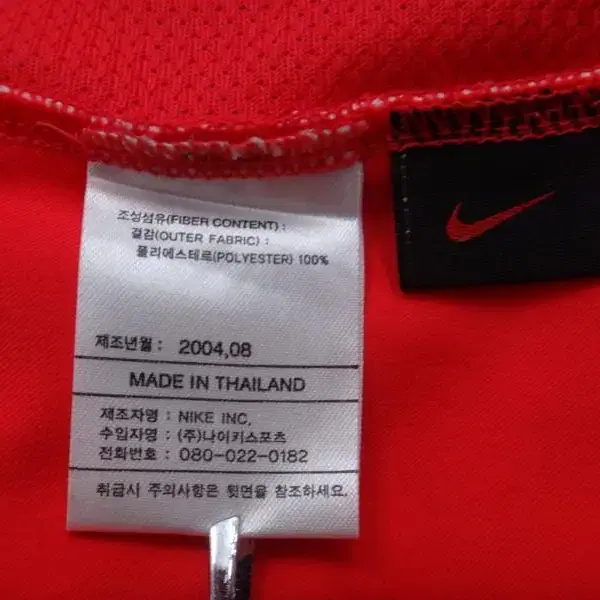 조성섬유(FIBER CONTENT) :
겉감(OUTER FABRIC) :
폴리에스테르(POLYESTER) 100%
제조년월 : 2004,08
MADE IN THAILAND
제조자명 : NIKE INC,
수입자명 : (주)나이키스포츠
전화번호 : 080-022-0182
취급시 주의사항은 뒷면을 참조하세요.